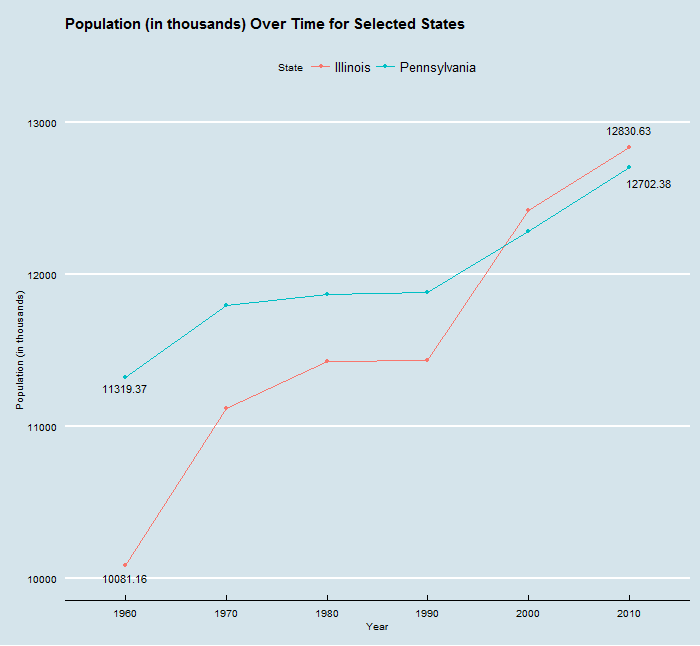 Population (in thousands) Over Time for Selected States
State Illinois Pennsylvania
13000
12830.63
12702.38
12000
Population (in thousands)
11319.37
11000
10000
10081.16
1960 1970 1980 1990 2000 2010
Year